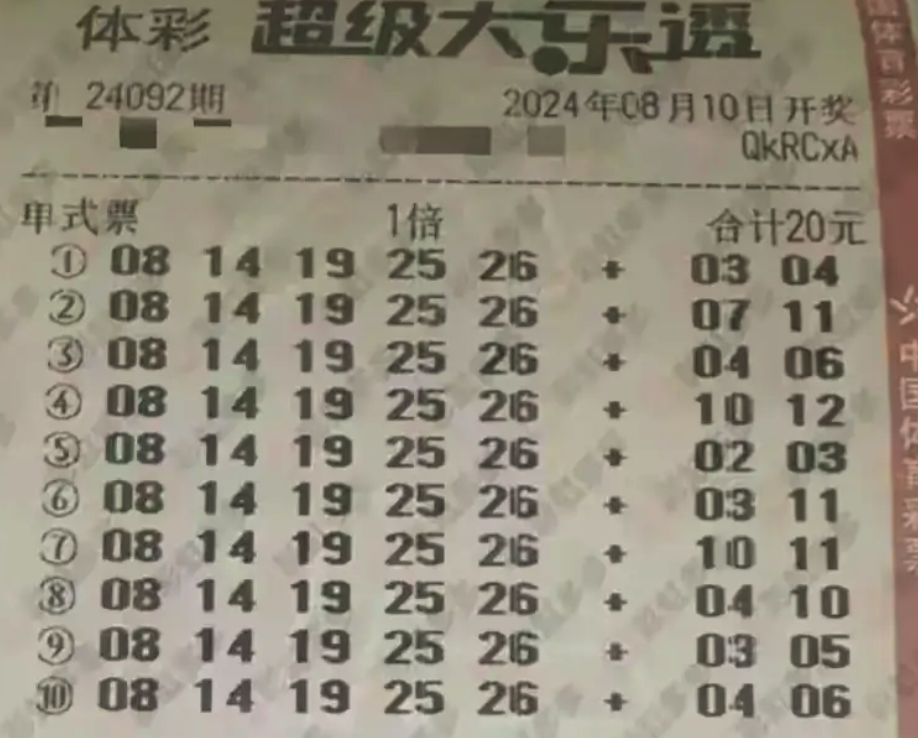 体彩 超级大乐透
第 24092期 2024年08月10日开奖
QkRCxA
单式票 1倍 合计20元
① 08 14 19 25 26 + 03 04
② 08 14 19 25 26 + 07 11
③ 08 14 19 25 26 + 04 06
④ 08 14 19 25 26 + 10 12
⑤ 08 14 19 25 26 + 02 03
⑥ 08 14 19 25 26 + 03 11
⑦ 08 14 19 25 26 + 10 11
⑧ 08 14 19 25 26 + 04 10
⑨ 08 14 19 25 26 + 03 05
⑩ 08 14 19 25 26 + 04 06
国体育彩票
中国体育彩票